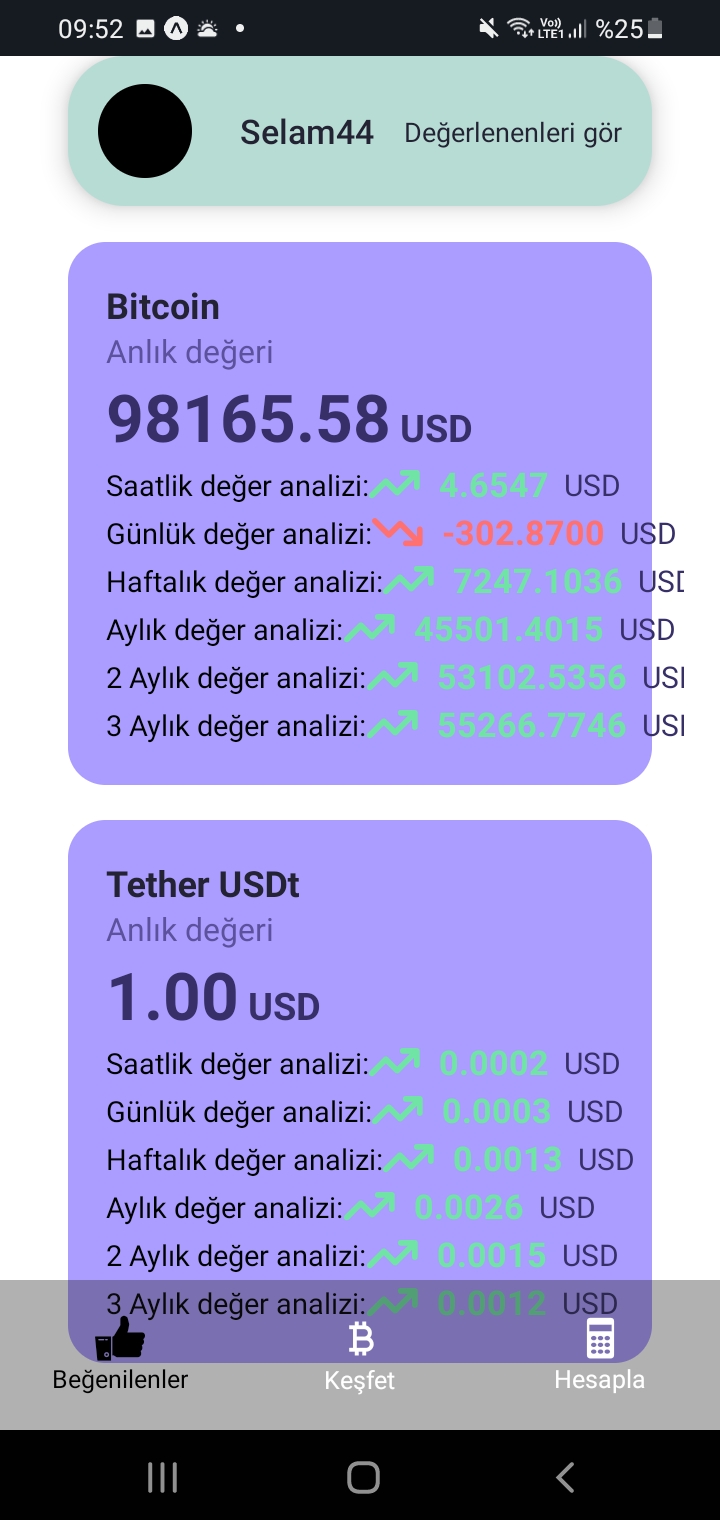 09:52 Vo)) LTE1 %25
Selam44 Değerlenenleri gör
Bitcoin
Anlık değeri
98165.58 USD
Saatlik değer analizi: 4.6547 USD
Günlük değer analizi: -302.8700 USD
Haftalık değer analizi: 7247.1036 USD
Aylık değer analizi: 45501.4015 USD
2 Aylık değer analizi: 53102.5356 USD
3 Aylık değer analizi: 55266.7746 USD
Tether USDt
Anlık değeri
1.00 USD
Saatlik değer analizi: 0.0002 USD
Günlük değer analizi: 0.0003 USD
Haftalık değer analizi: 0.0013 USD
Aylık değer analizi: 0.0026 USD
2 Aylık değer analizi: 0.0015 USD
3 Aylık değer analizi: 0.0012 USD
Beğenilenler Keşfet Hesapla